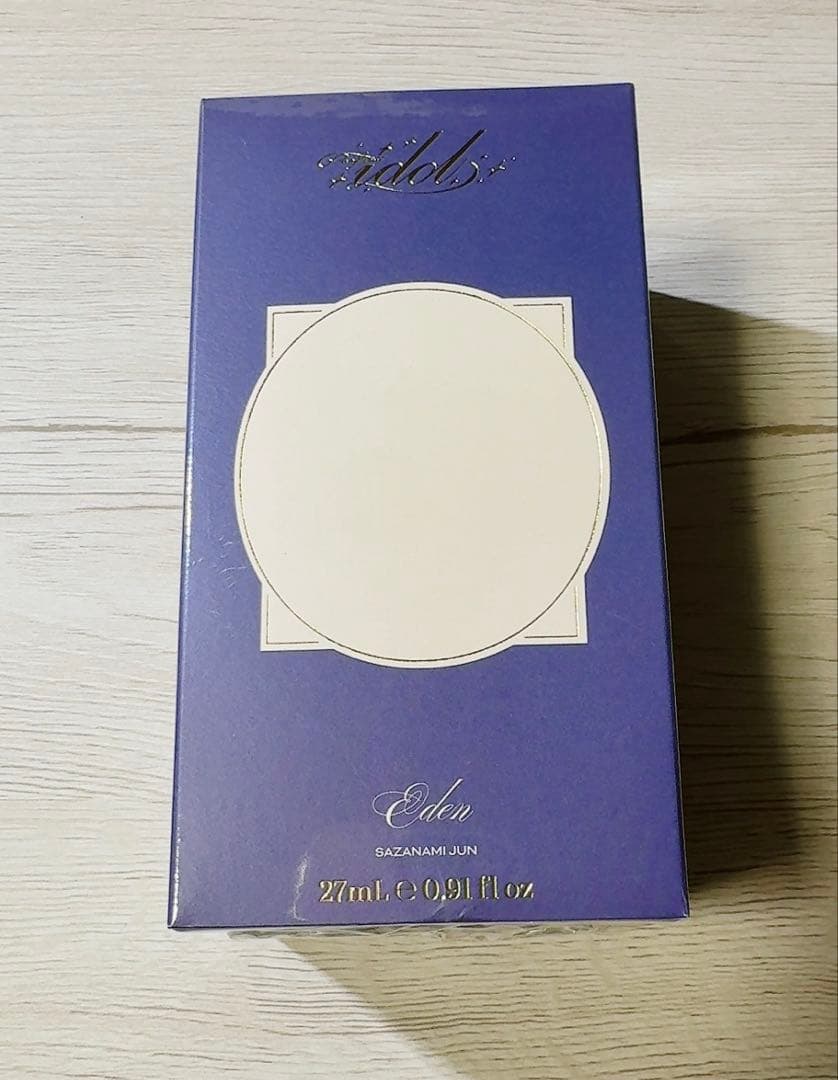 idol
Eden
SAZANAMI JUN
27mL ℮ 0.91 fl oz